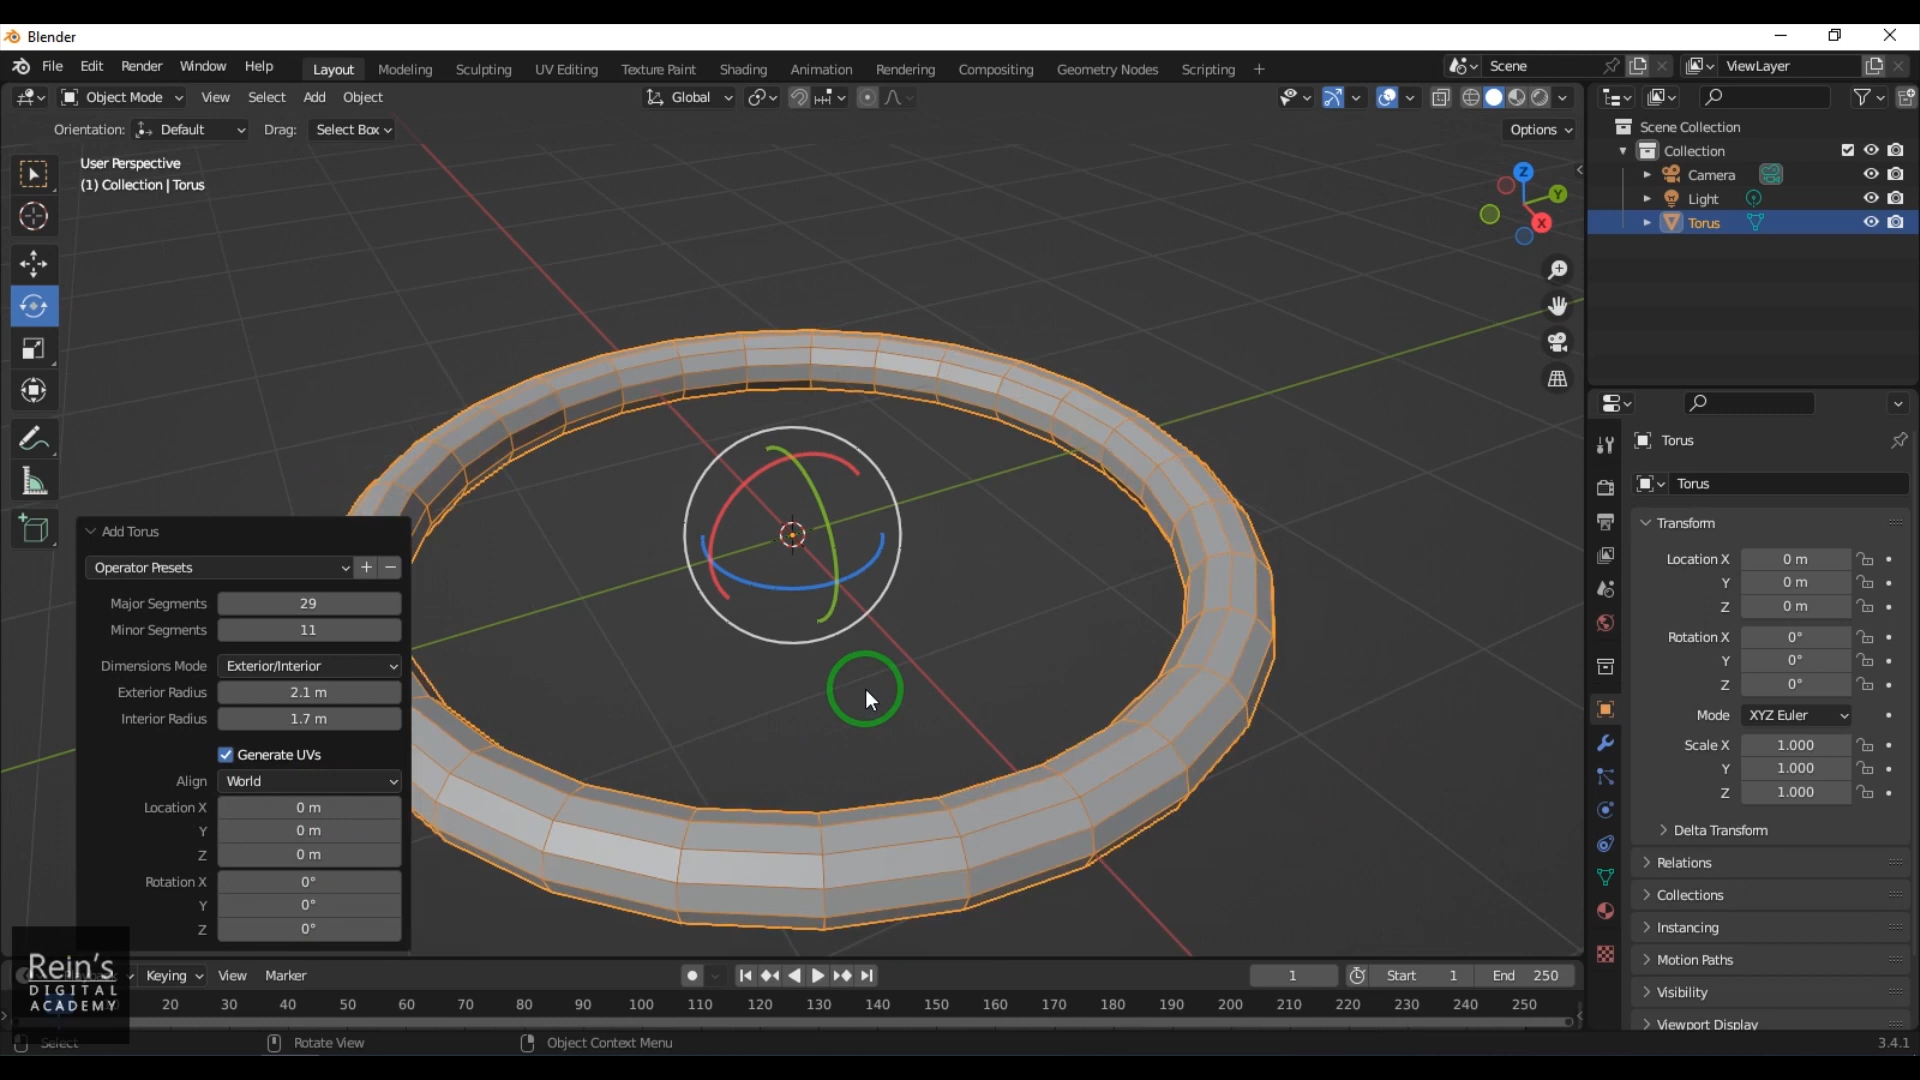 Blender
File Edit Render Window Help Layout Modeling Sculpting UV Editing Texture Paint Shading Animation Rendering Compositing Geometry Nodes Scripting + Scene ViewLayer
Object Mode View Select Add Object Global
Orientation: Default Drag: Select Box Options
User Perspective
(1) Collection | Torus
Z
Y
X
Scene Collection
Collection
Camera
Light
Torus
Torus
Torus
Transform
Location X 0 m
Y 0 m
Z 0 m
Rotation X 0°
Y 0°
Z 0°
Mode XYZ Euler
Scale X 1.000
Y 1.000
Z 1.000
Delta Transform
Relations
Collections
Instancing
Motion Paths
Visibility
Viewport Display
Add Torus
Operator Presets
Major Segments 29
Minor Segments 11
Dimensions Mode Exterior/Interior
Exterior Radius 2.1 m
Interior Radius 1.7 m
Generate UVs
Align World
Location X 0 m
Y 0 m
Z 0 m
Rotation X 0°
Y 0°
Z 0°
Rein's
DIGITAL
ACADEMY
Keying View Marker 1 Start 1 End 250
20 30 40 50 60 70 80 90 100 110 120 130 140 150 160 170 180 190 200 210 220 230 240 250
Select Rotate View Object Context Menu 3.4.1